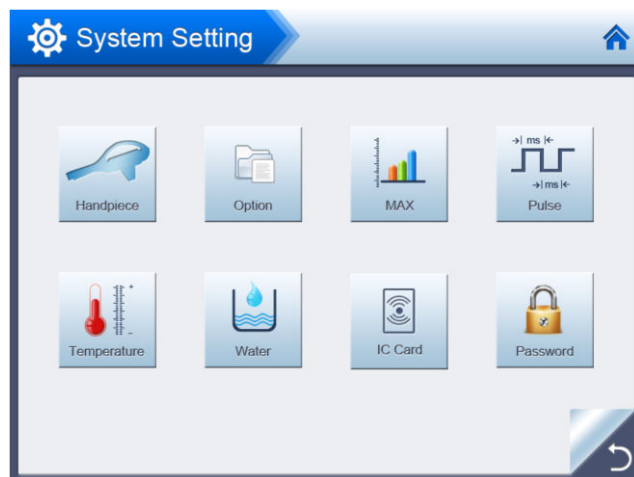 System Setting
Handpiece
Option
MAX
→| ms |←
→| ms |←
Pulse
Temperature
Water
IC Card
Password